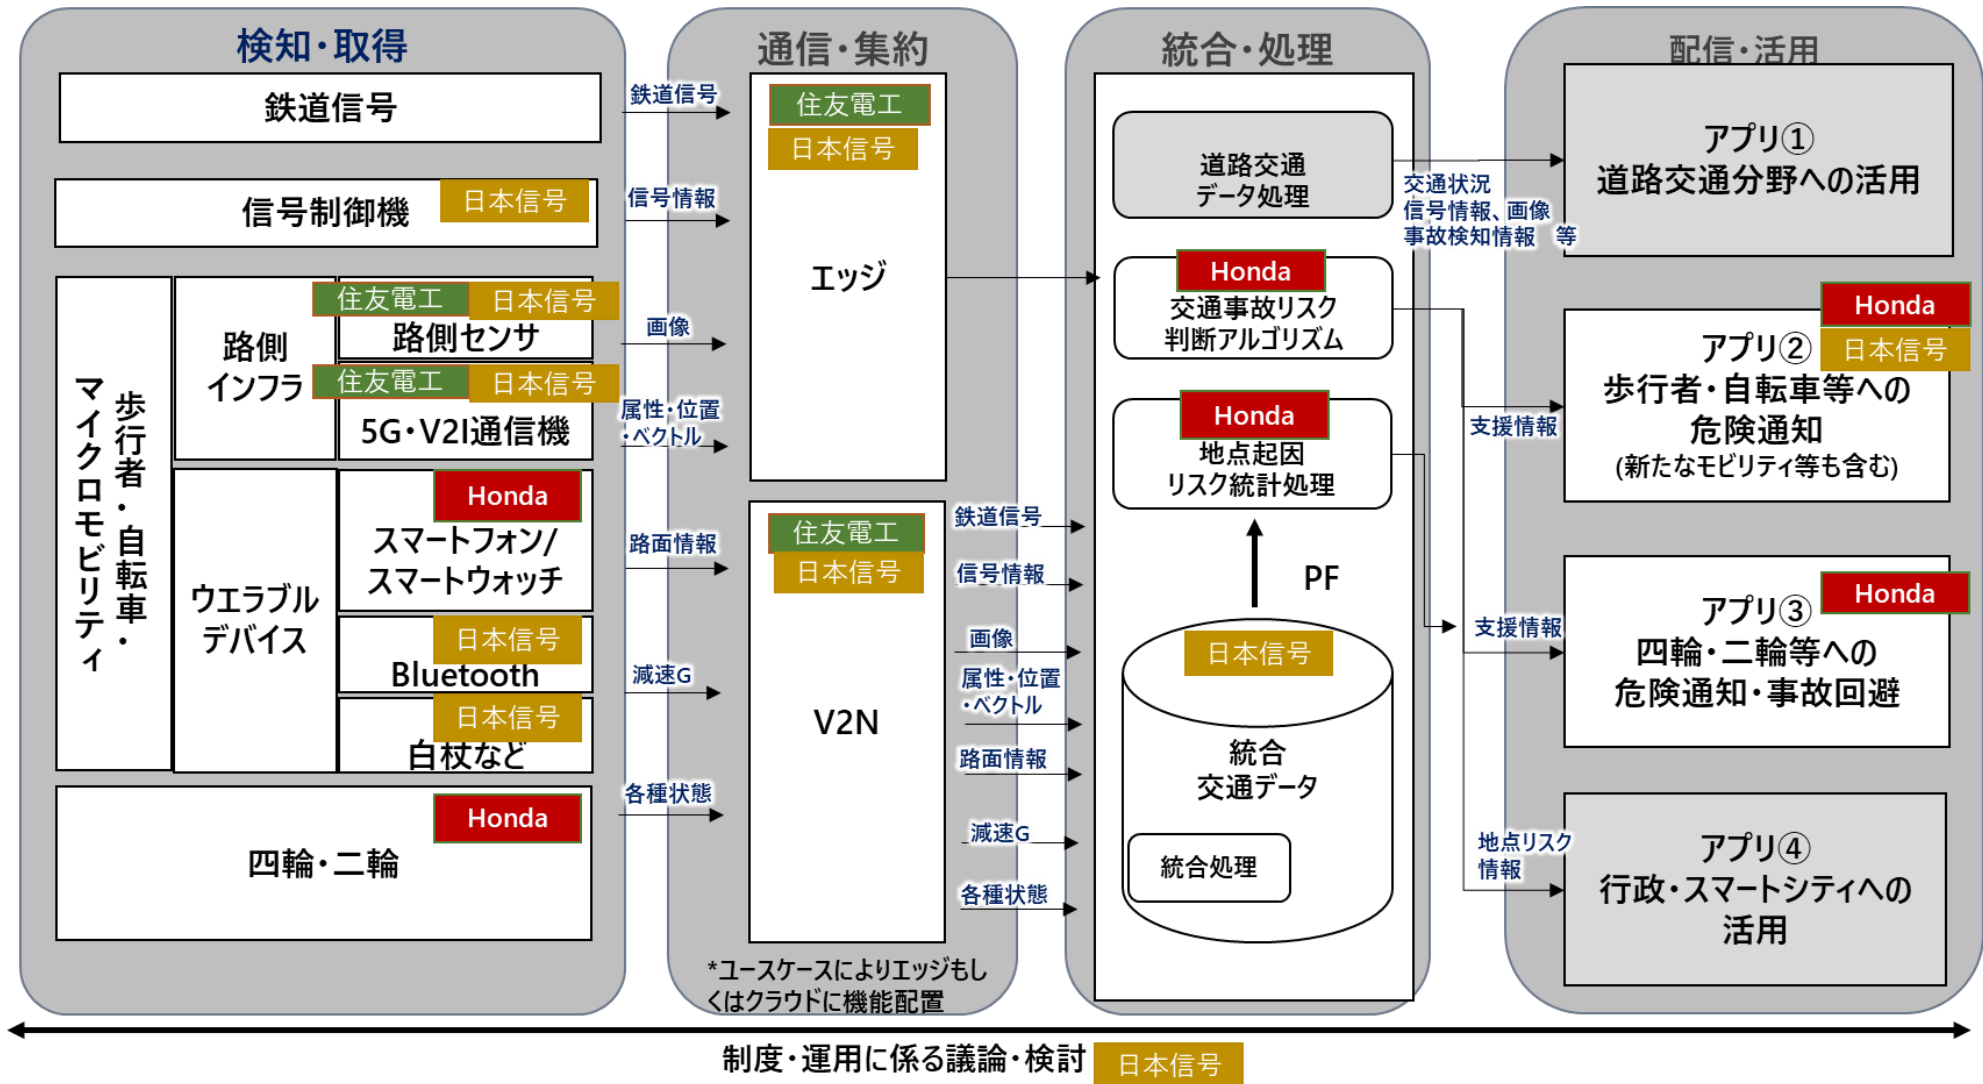 検知・取得
鉄道信号
信号制御機
日本信号
歩行者・自転車・
マイクロモビリティ
路側
インフラ
住友電工
日本信号
路側センサ
住友電工
日本信号
5G・V2I通信機
ウエラブル
デバイス
Honda
スマートフォン/
スマートウォッチ
日本信号
Bluetooth
日本信号
白杖など
Honda
四輪・二輪
鉄道信号
信号情報
画像
属性・位置
・ベクトル
路面情報
減速G
各種状態
通信・集約
住友電工
日本信号
エッジ
住友電工
日本信号
V2N
*ユースケースによりエッジもし
くはクラウドに機能配置
鉄道信号
信号情報
画像
属性・位置
・ベクトル
路面情報
減速G
各種状態
統合・処理
道路交通
データ処理
Honda
交通事故リスク
判断アルゴリズム
Honda
地点起因
リスク統計処理
PF
日本信号
統合
交通データ
統合処理
交通状況
信号情報、画像
事故検知情報 等
支援情報
支援情報
地点リスク
情報
配信・活用
アプリ①
道路交通分野への活用
Honda
日本信号
アプリ②
歩行者・自転車等への
危険通知
(新たなモビリティ等も含む)
Honda
アプリ③
四輪・二輪等への
危険通知・事故回避
アプリ④
行政・スマートシティへの
活用
制度・運用に係る議論・検討
日本信号